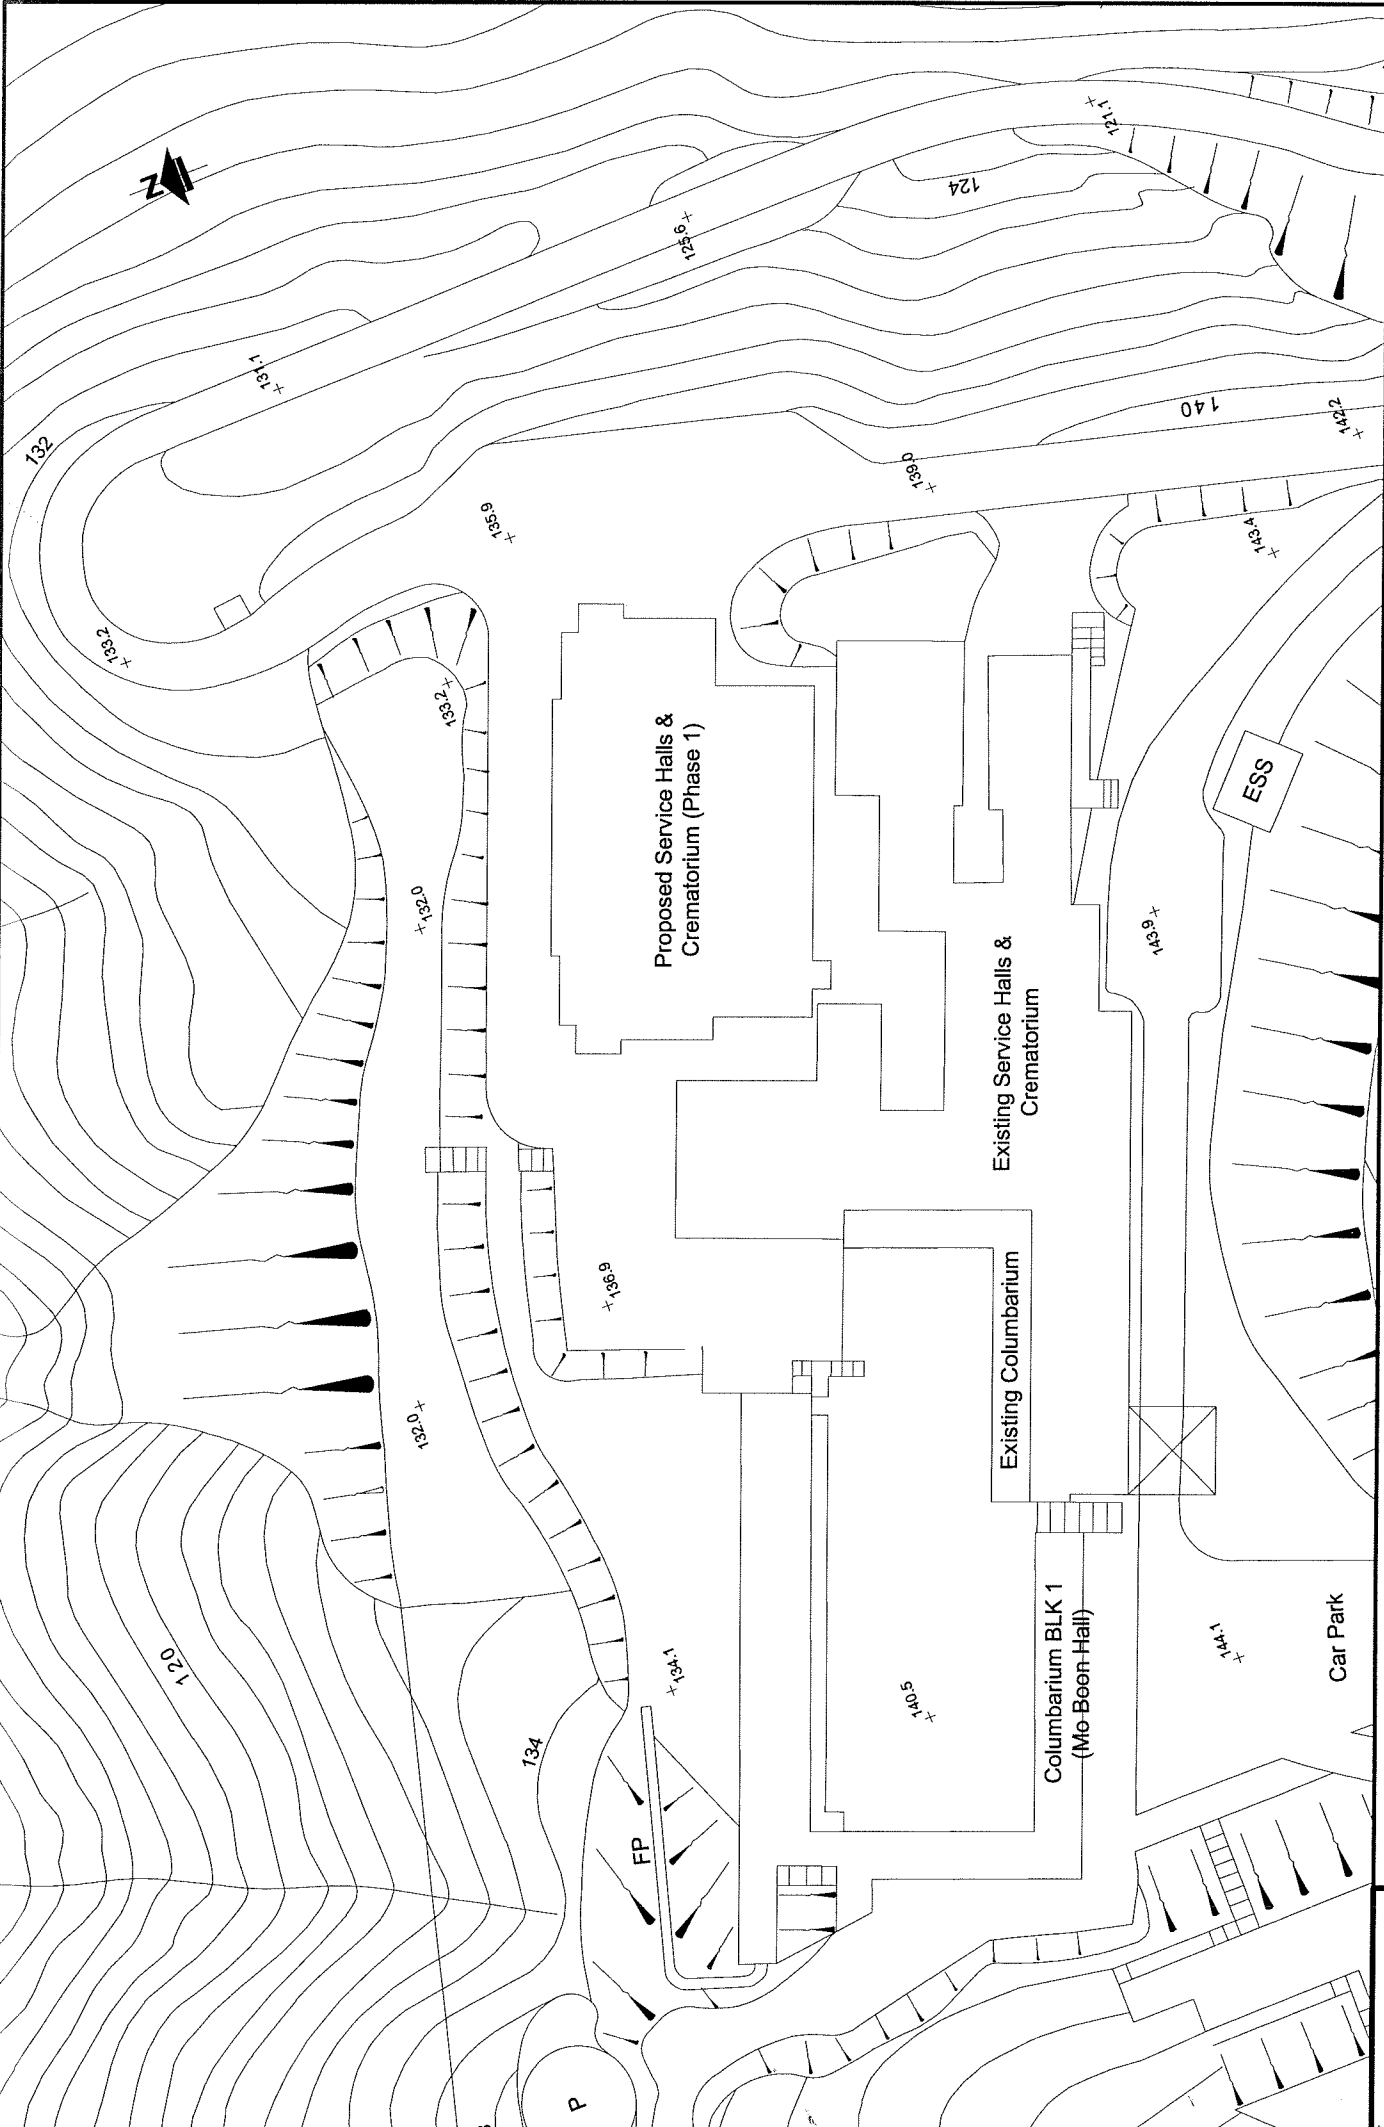 N
121.1
124
125.6
131.1
132
140
142.2
139.0
135.9
143.4
133.2
133.2
ESS
Proposed Service Halls &
Crematorium (Phase 1)
132.0
143.9
Existing Service Halls &
Crematorium
136.9
Existing Columbarium
132.0
Columbarium BLK 1
(Mo Boon Hall)
Car Park
144.1
134.1
140.5
120
134
FP
P